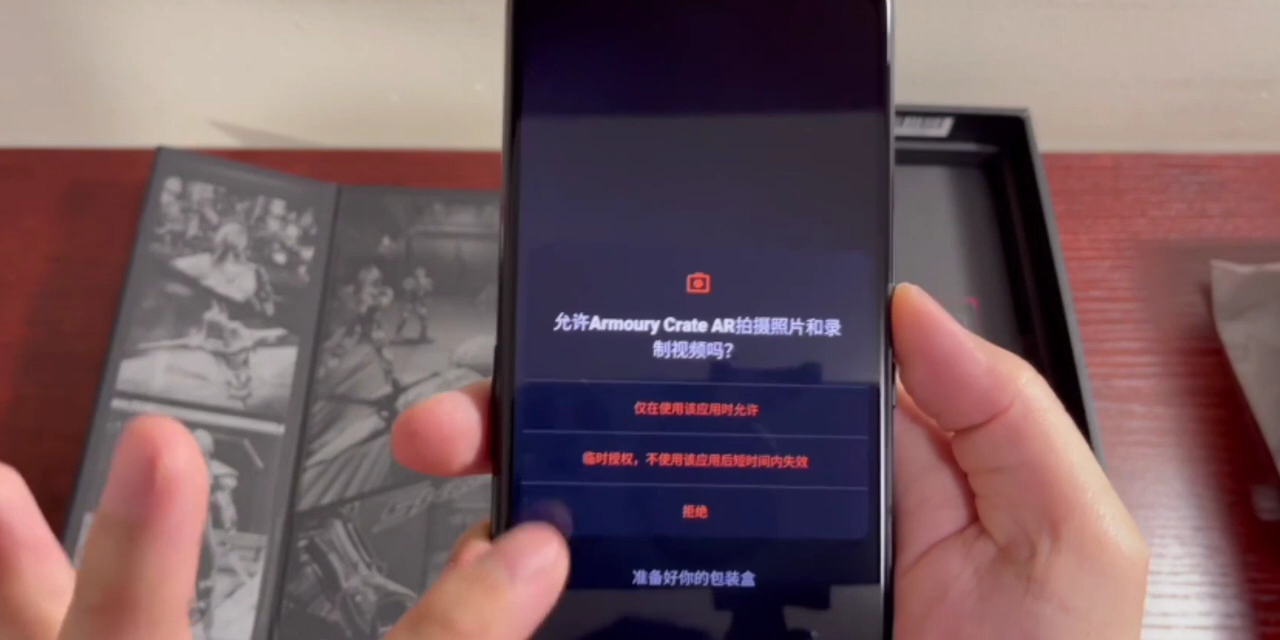 允许Armoury Crate AR拍摄照片和录
制视频吗?
仅在使用该应用时允许
临时授权，不使用该应用后短时间内失效
拒绝
准备好你的包装盒